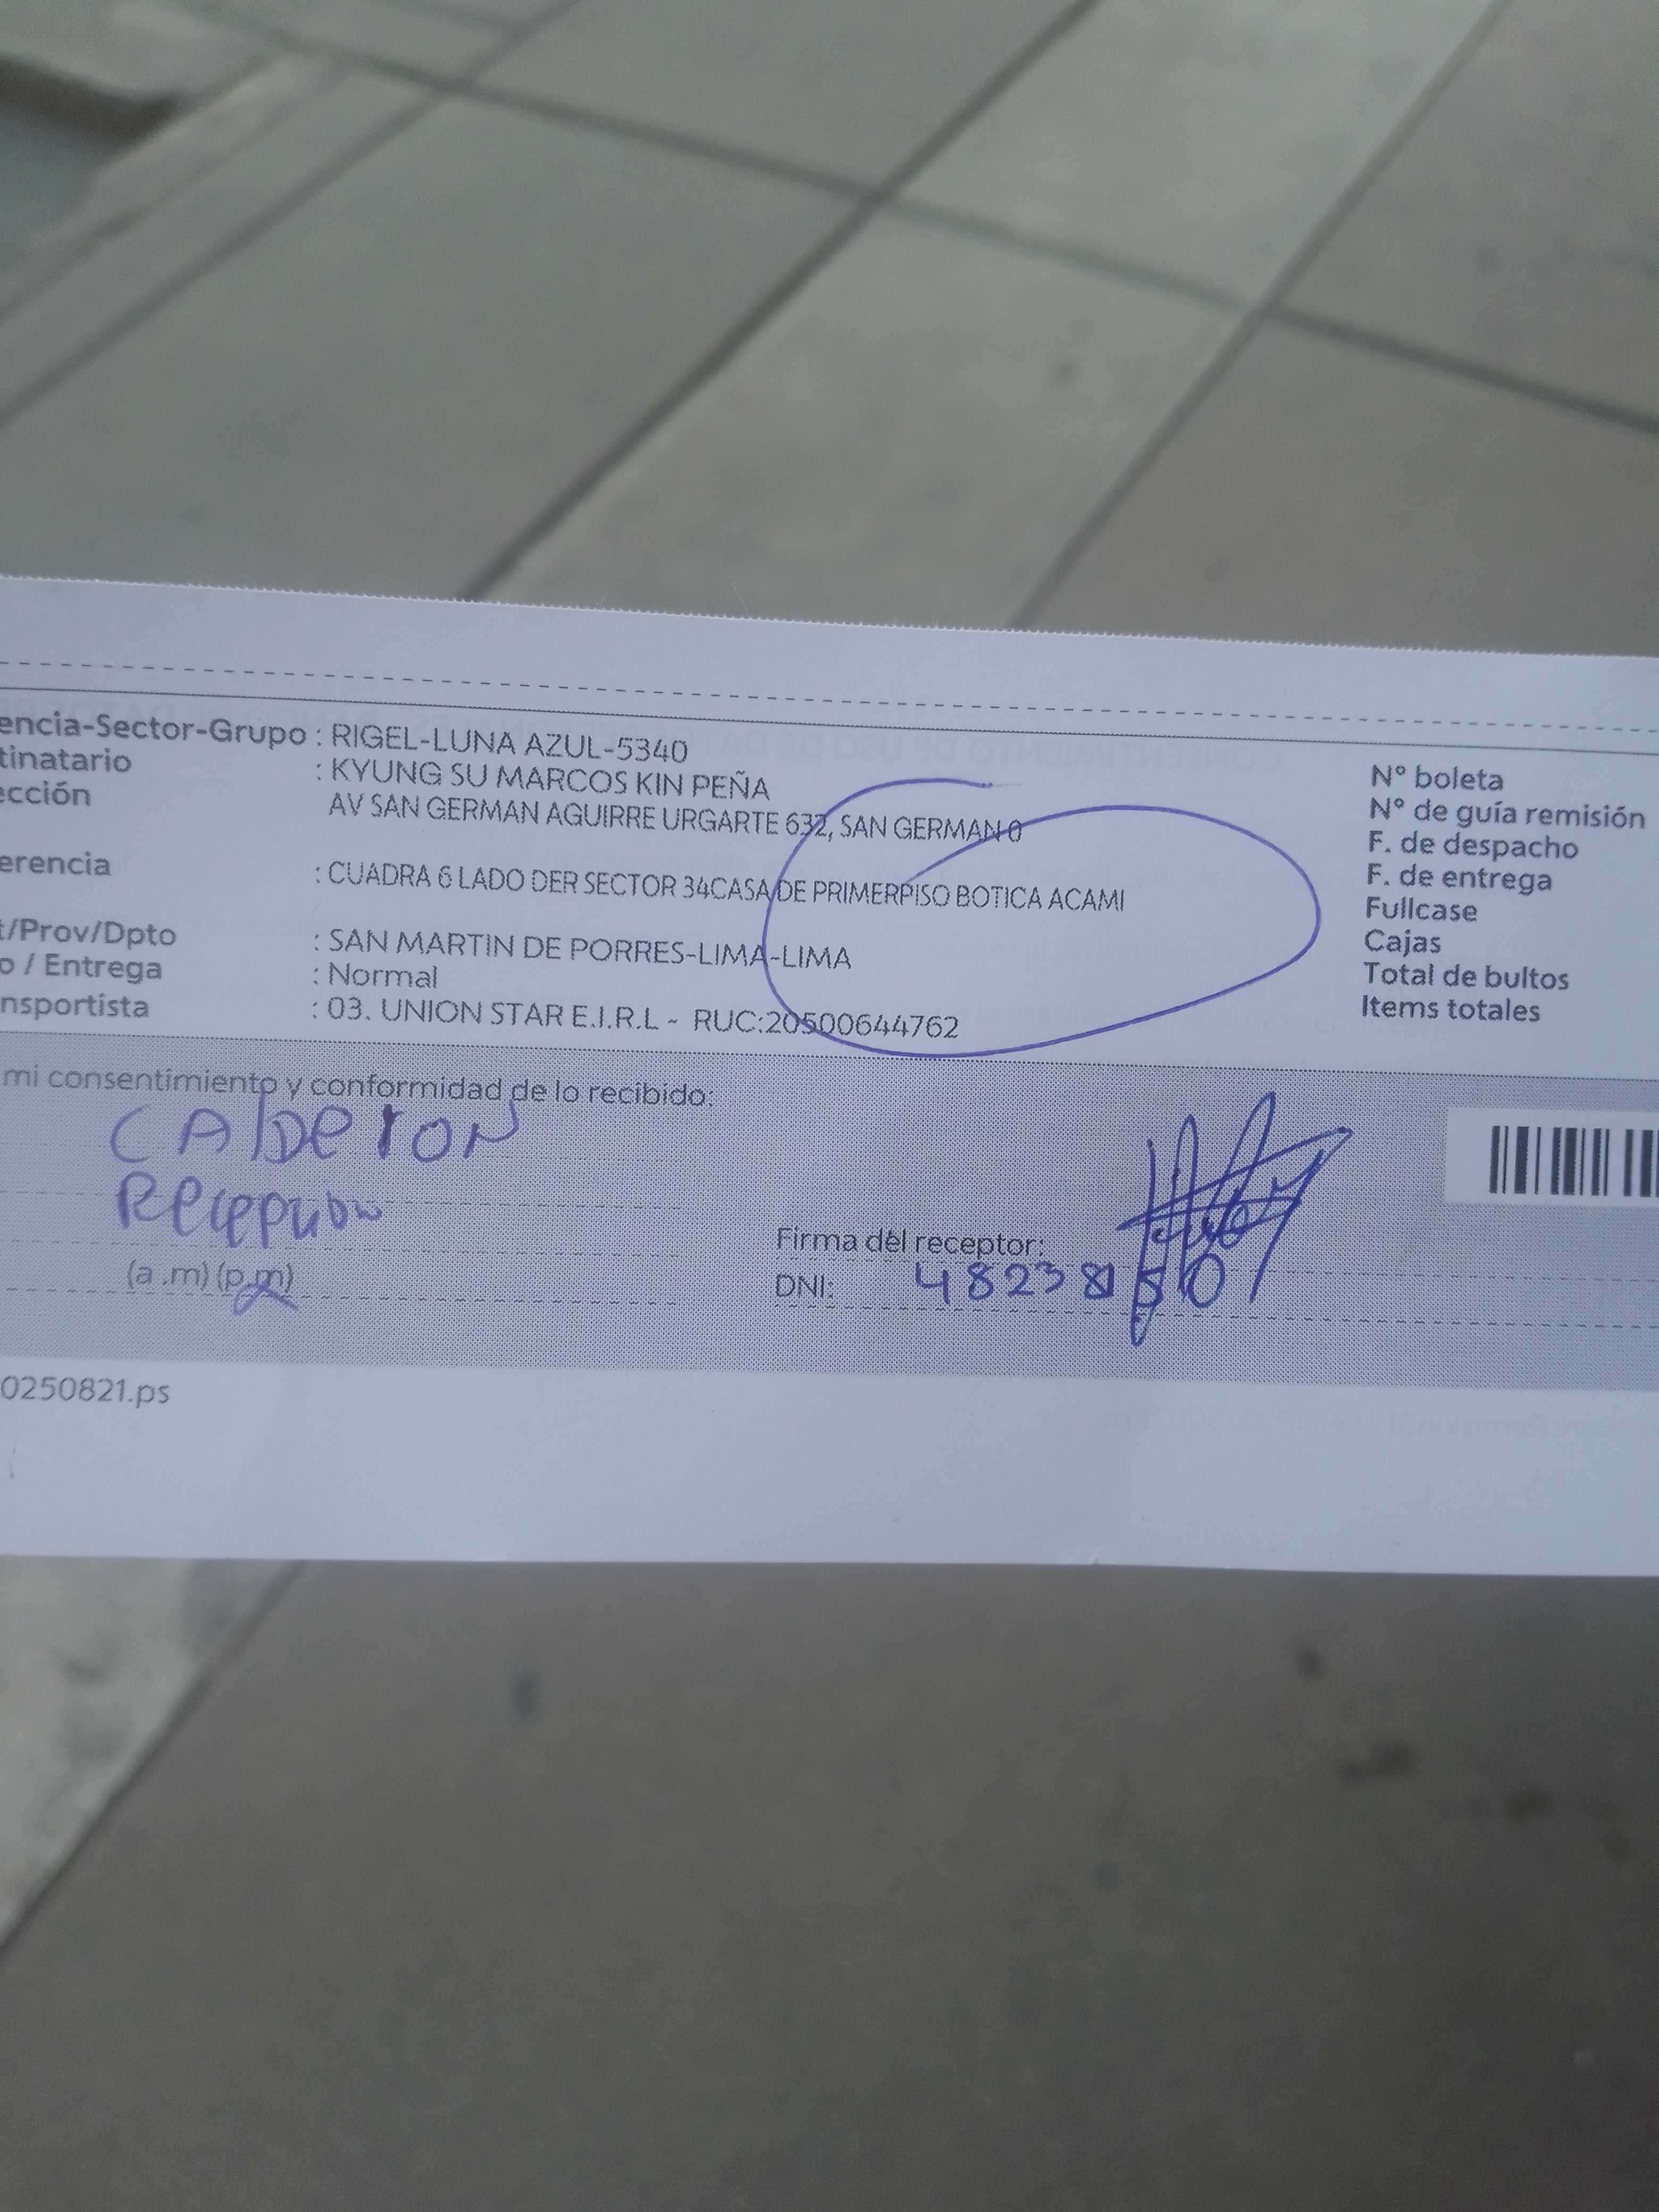 encia-Sector-Grupo : RIGEL-LUNA AZUL-5340
tinatario : KYUNG SU MARCOS KIN PEÑA
ección AV SAN GERMAN AGUIRRE URGARTE 632, SAN GERMAN 0
erencia : CUADRA 6 LADO DER SECTOR 34CASA DE PRIMERPISO BOTICA ACAMI
t/Prov/Dpto : SAN MARTIN DE PORRES-LIMA-LIMA
o / Entrega : Normal
nsportista : 03. UNION STAR E.I.R.L - RUC:20500644762
N° boleta
N° de guía remisión
F. de despacho
F. de entrega
Fullcase
Cajas
Total de bultos
Items totales
mi consentimiento y conformidad de lo recibido:
CAlDeroN
Recepcion
(a .m) (p.m)
Firma del receptor:
DNI:
0250821.ps